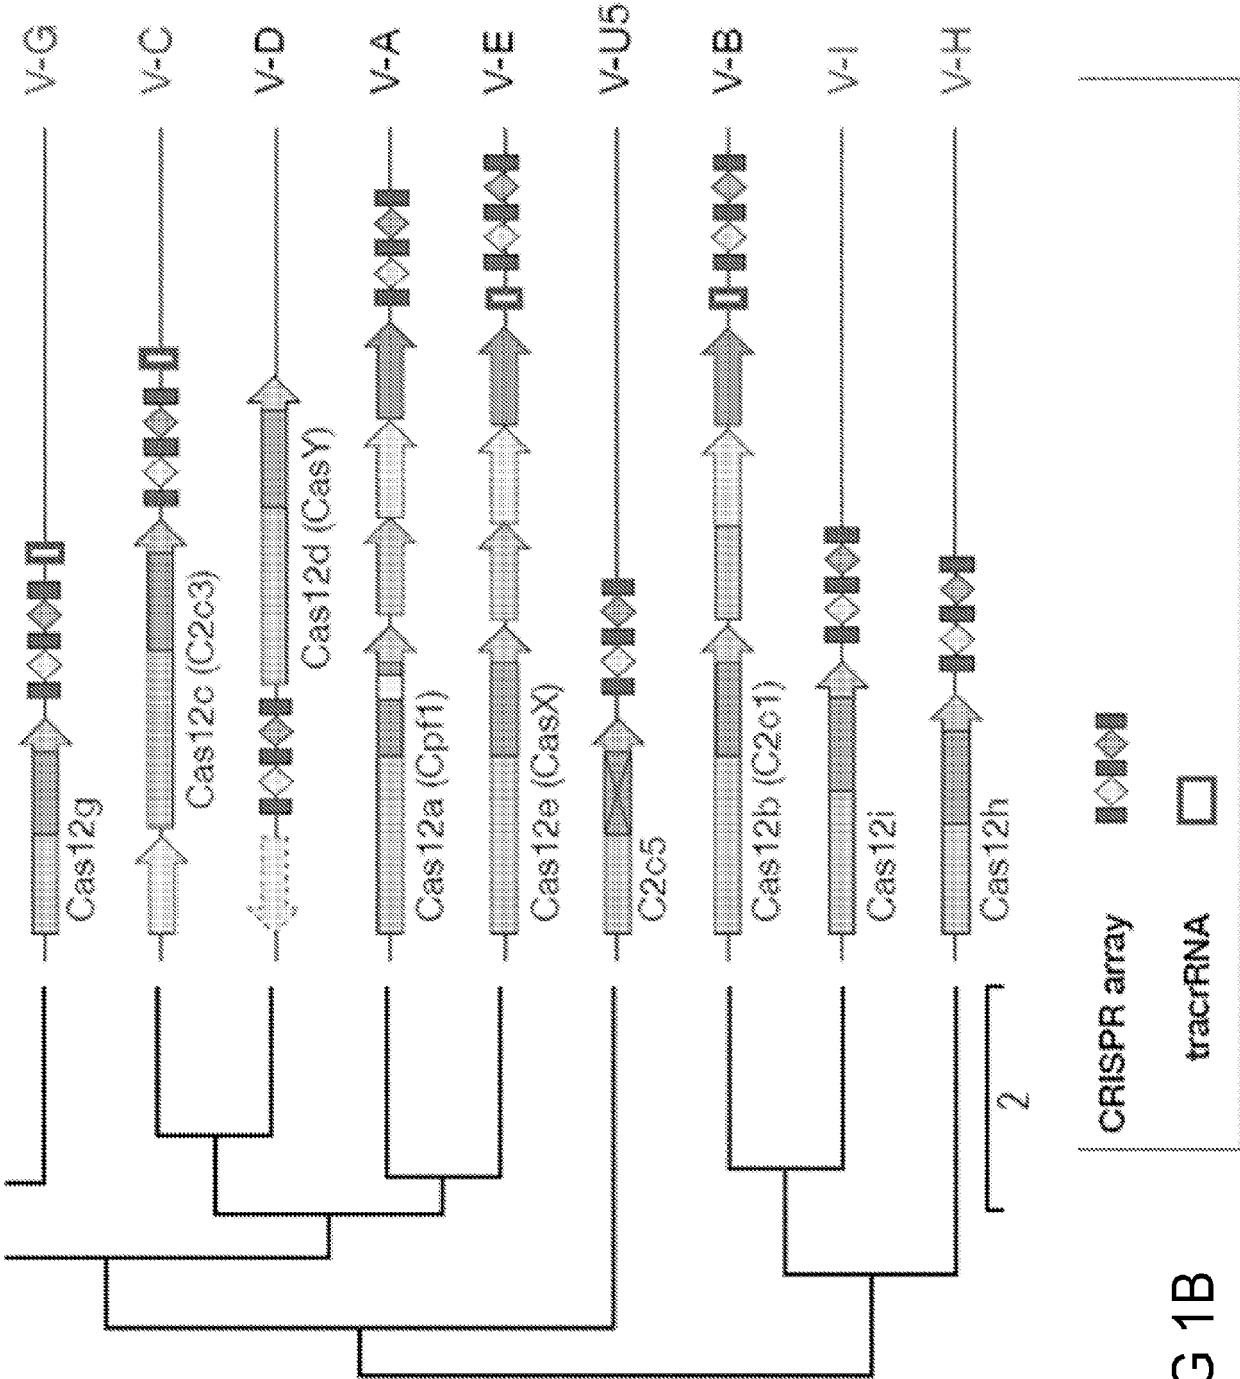 V-G
Cas12g
V-C
Cas12c (C2c3)
V-D
Cas12d (CasY)
V-A
Cas12a (Cpf1)
V-E
Cas12e (CasX)
V-U5
C2c5
V-B
Cas12b (C2c1)
V-I
Cas12i
V-H
Cas12h
2
CRISPR array
tracrRNA
G 1B